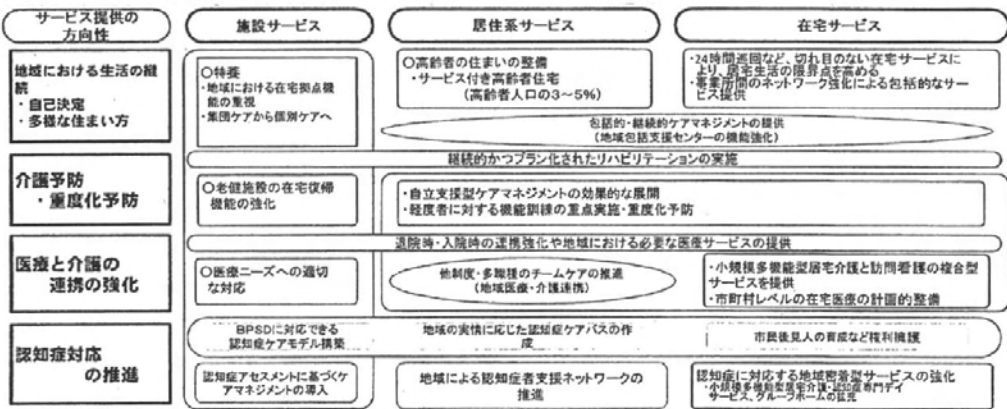 サービス提供の
方向性
施設サービス
居住系サービス
在宅サービス
地域における生活の継
続
・自己決定
・多様な住まい方
〇特養
・地域における在宅拠点機
能の重視
・集団ケアから個別ケアへ
〇高齢者の住まいの整備
・サービス付き高齢者住宅
(高齢者人口の3～5%)
・24時間巡回など、切れ目のない在宅サービスに
より、居宅生活の限界点を高める
・事業所間のネットワーク強化による包括的なサー
ビス提供
包括的・継続的ケアマネジメントの提供
(地域包括支援センターの機能強化)
継続的かつプラン化されたリハビリテーションの実施
介護予防
・重度化予防
〇老健施設の在宅復帰
機能の強化
・自立支援型ケアマネジメントの効果的な展開
・軽度者に対する機能訓練の重点実施・重度化予防
退院時・入院時の連携強化や地域における必要な医療サービスの提供
医療と介護の
連携の強化
〇医療ニーズへの適切
な対応
他制度・多職種のチームケアの推進
(地域医療・介護連携)
・小規模多機能型居宅介護と訪問看護の複合型
サービスを提供
・市町村レベルの在宅医療の計画的整備
認知症対応
の推進
BPSDに対応できる
認知症ケアモデル構築
地域の実情に応じた認知症ケアパスの作
成
市民後見人の育成など権利擁護
認知症アセスメントに基づくケ
アマネジメントの導入
地域による認知症者支援ネットワークの
推進
認知症に対応する地域密着型サービスの強化
・小規模多機能型居宅介護・認知症専門デイ
サービス、グループホームの拡充